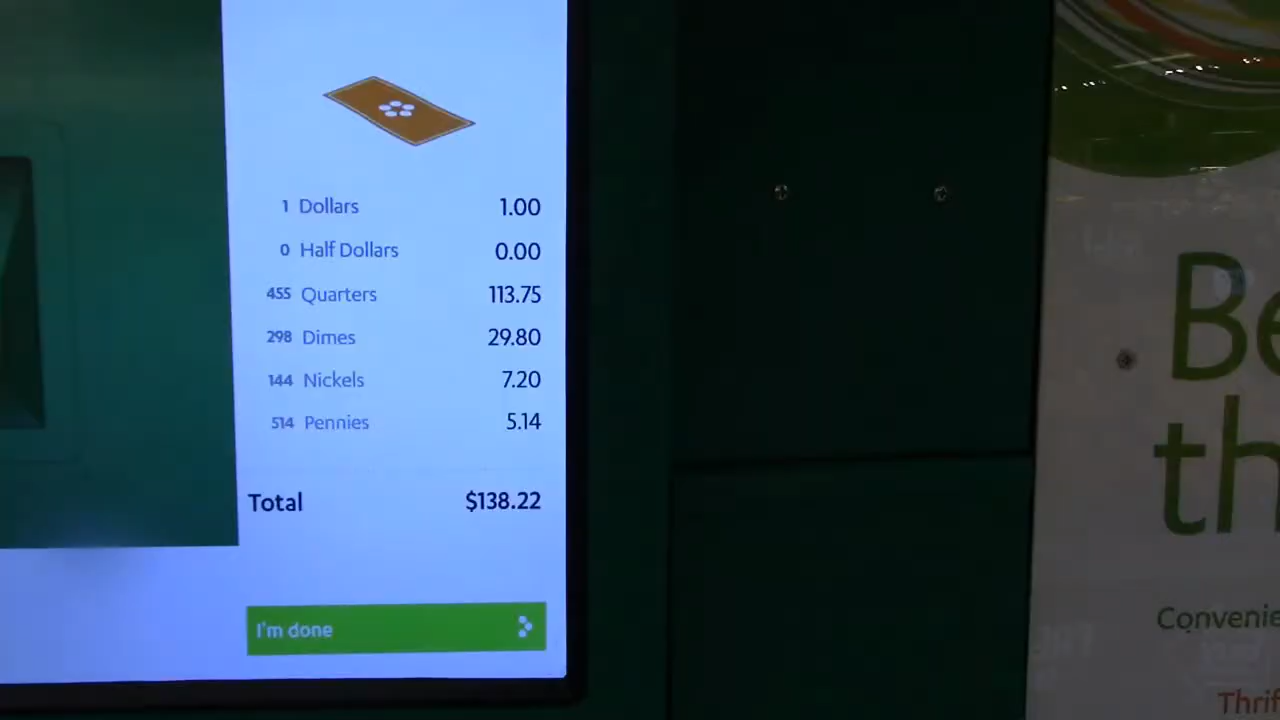 1 Dollars 1.00
0 Half Dollars 0.00
455 Quarters 113.75
298 Dimes 29.80
144 Nickels 7.20
514 Pennies 5.14
Total $138.22
I'm done
Be
th
Convenie
Thrif